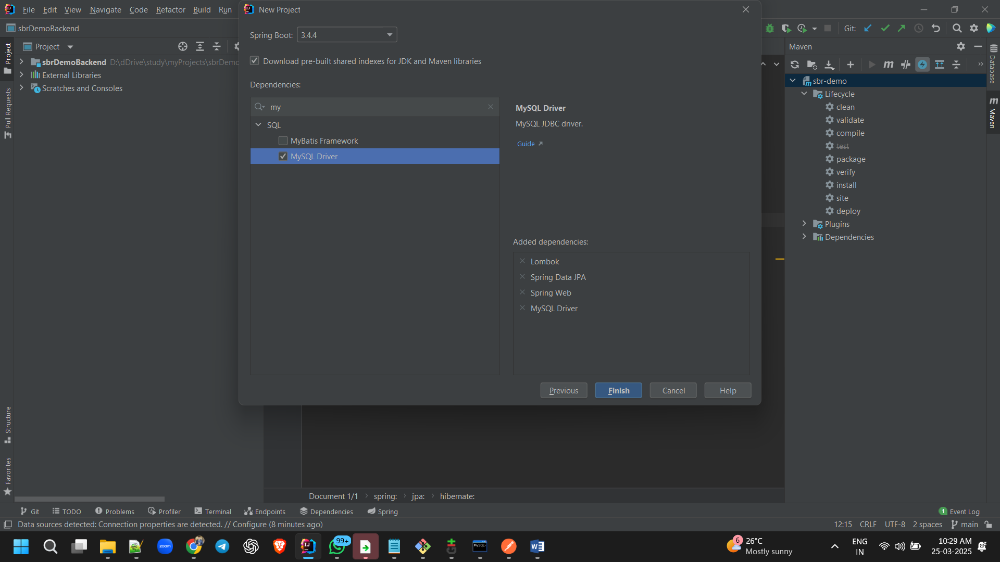 File Edit View Navigate Code Refactor Build Run
New Project
sbrDemoBackend
Git:
Project
sbrDemoBackend D:\dDrive\study\myProjects\sbrDemo
External Libraries
Scratches and Consoles
Project
Pull Requests
Structure
Favorites
Spring Boot: 3.4.4
Download pre-built shared indexes for JDK and Maven libraries
Dependencies:
my
SQL
MyBatis Framework
MySQL Driver
MySQL Driver
MySQL JDBC driver.
Guide
Added dependencies:
Lombok
Spring Data JPA
Spring Web
MySQL Driver
Previous Finish Cancel Help
Maven
sbr-demo
Lifecycle
clean
validate
compile
test
package
verify
install
site
deploy
Plugins
Dependencies
Database
Maven
Document 1/1 spring: jpa: hibernate:
Git TODO Problems Profiler Terminal Endpoints Dependencies Spring
1 Event Log
Data sources detected: Connection properties are detected. // Configure (8 minutes ago)
12:15 CRLF UTF-8 2 spaces main
zoom
99+
MySQL
6
26°C
Mostly sunny
ENG
IN
10:29 AM
25-03-2025